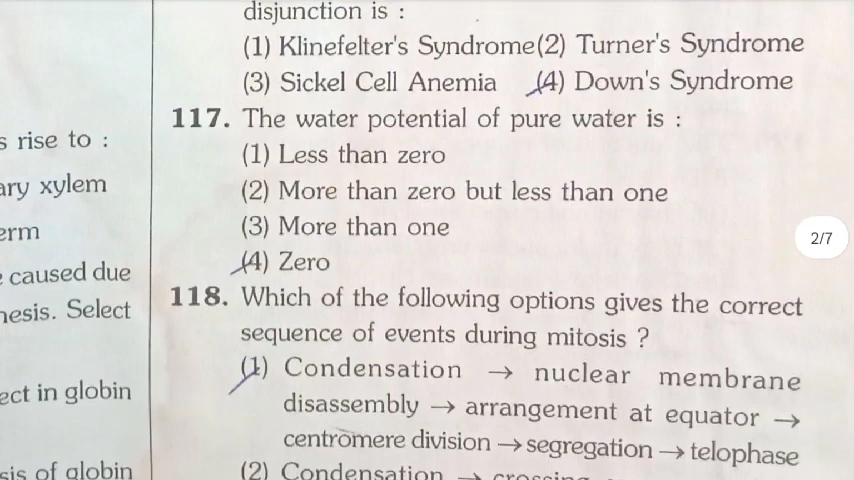 s rise to :
ary xylem
erm
caused due
nesis. Select
ect in globin
sis of globin
disjunction is :
(1) Klinefelter's Syndrome(2) Turner's Syndrome
(3) Sickel Cell Anemia (4) Down's Syndrome
117. The water potential of pure water is :
(1) Less than zero
(2) More than zero but less than one
(3) More than one
(4) Zero
118. Which of the following options gives the correct
sequence of events during mitosis ?
(1) Condensation → nuclear membrane
disassembly → arrangement at equator →
centromere division → segregation → telophase
(2) Condensation → crossing
2/7